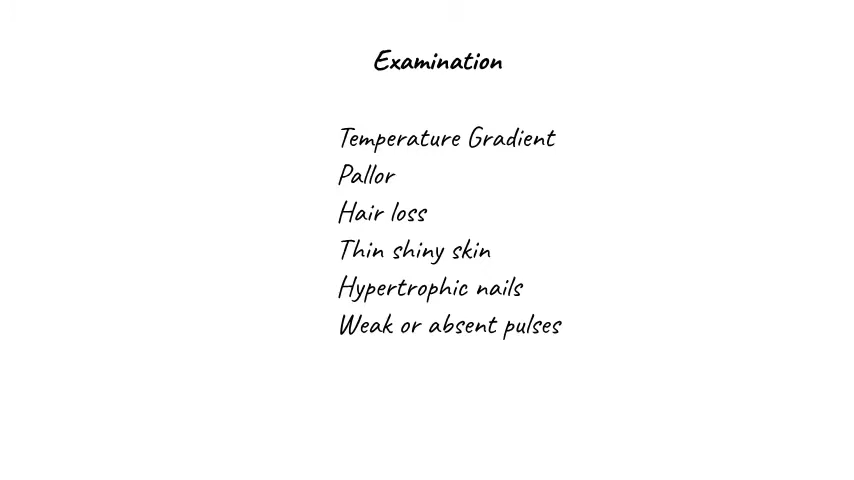 Examination
Temperature Gradient
Pallor
Hair loss
Thin shiny skin
Hypertrophic nails
Weak or absent pulses